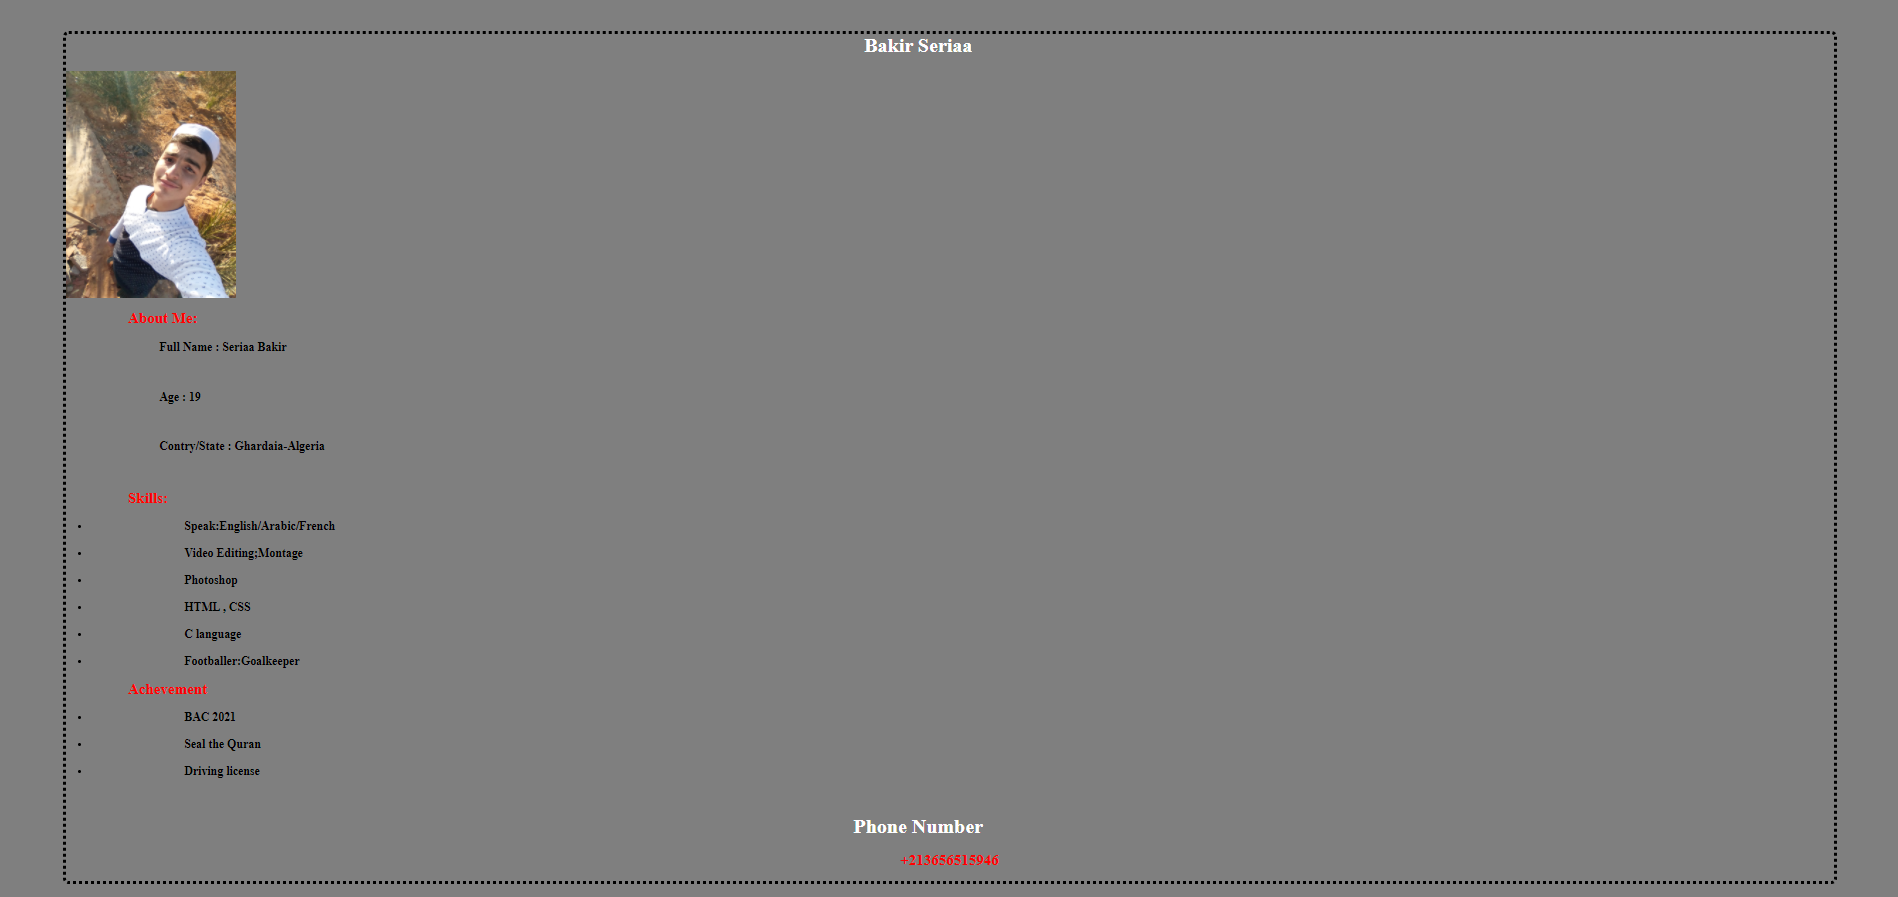 Bakir Seriaa
About Me:
Full Name : Seriaa Bakir
Age : 19
Contry/State : Ghardaia-Algeria
Skills:
Speak:English/Arabic/French
Video Editing;Montage
Photoshop
HTML , CSS
C language
Footballer:Goalkeeper
Achevement
BAC 2021
Seal the Quran
Driving license
Phone Number
+213656515946